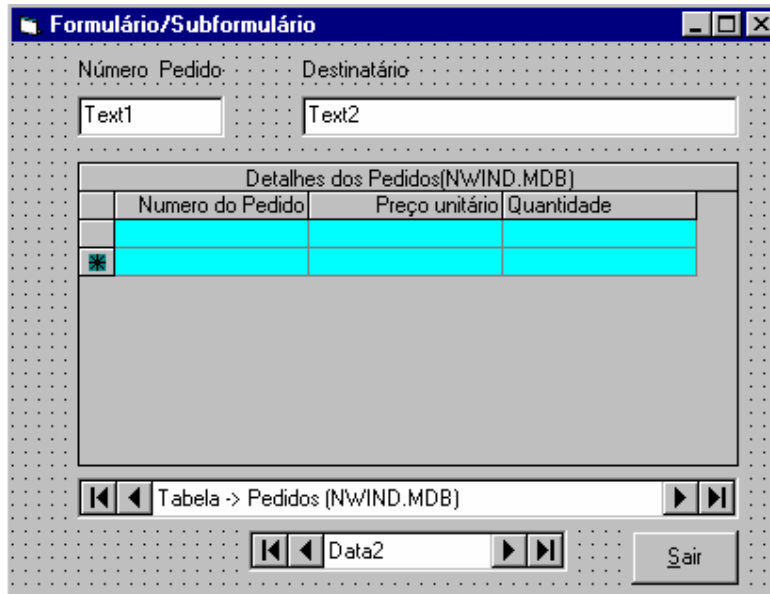 Formulário/Subformulário
Número Pedido Destinatário
Text1 Text2
Detalhes dos Pedidos(NWIND.MDB)
Numero do Pedido Preço unitário Quantidade
Tabela -> Pedidos (NWIND.MDB)
Data2
Sair